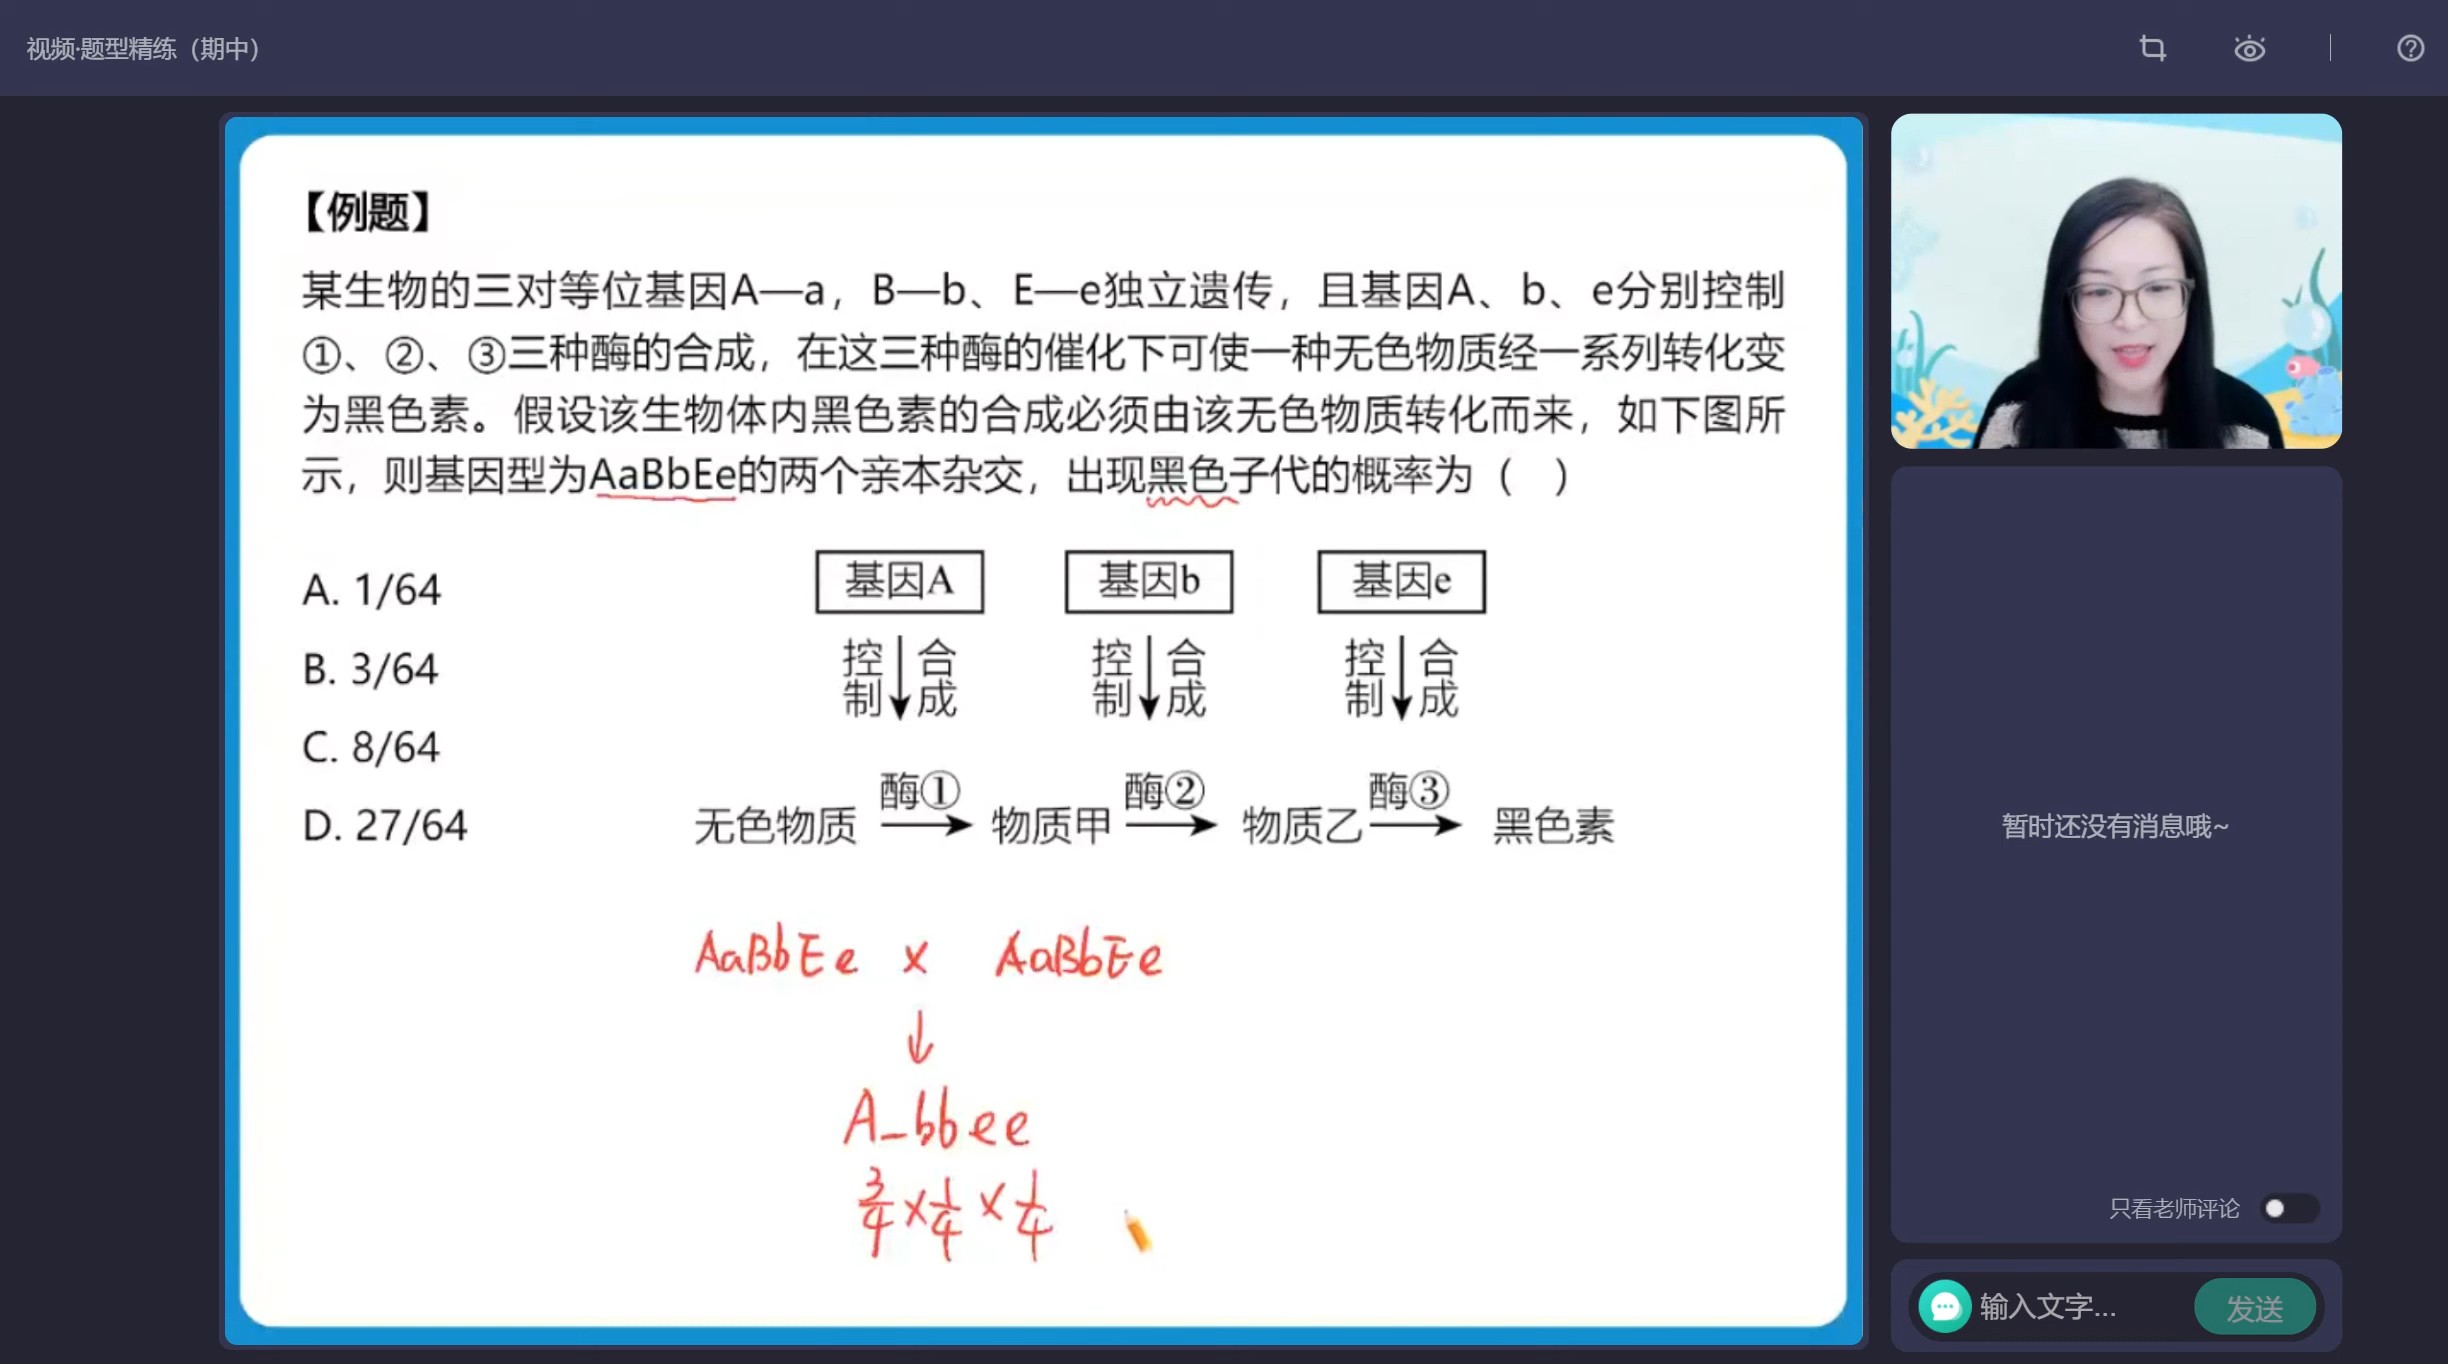 视频·题型精练（期中）
【例题】
某生物的三对等位基因A—a，B—b、E—e独立遗传，且基因A、b、e分别控制
①、②、③三种酶的合成，在这三种酶的催化下可使一种无色物质经一系列转化变
为黑色素。假设该生物体内黑色素的合成必须由该无色物质转化而来，如下图所
示，则基因型为AaBbEe的两个亲本杂交，出现黑色子代的概率为（ ）
A. 1/64
B. 3/64
C. 8/64
D. 27/64
基因A 基因b 基因e
控制 合成 控制 合成 控制 合成
酶① 酶② 酶③
无色物质 物质甲 物质乙 黑色素
AaBbEe × AaBbEe
↓
A_bbee
3/4 × 1/4 × 1/4
暂时还没有消息哦~
只看老师评论
输入文字...
发送